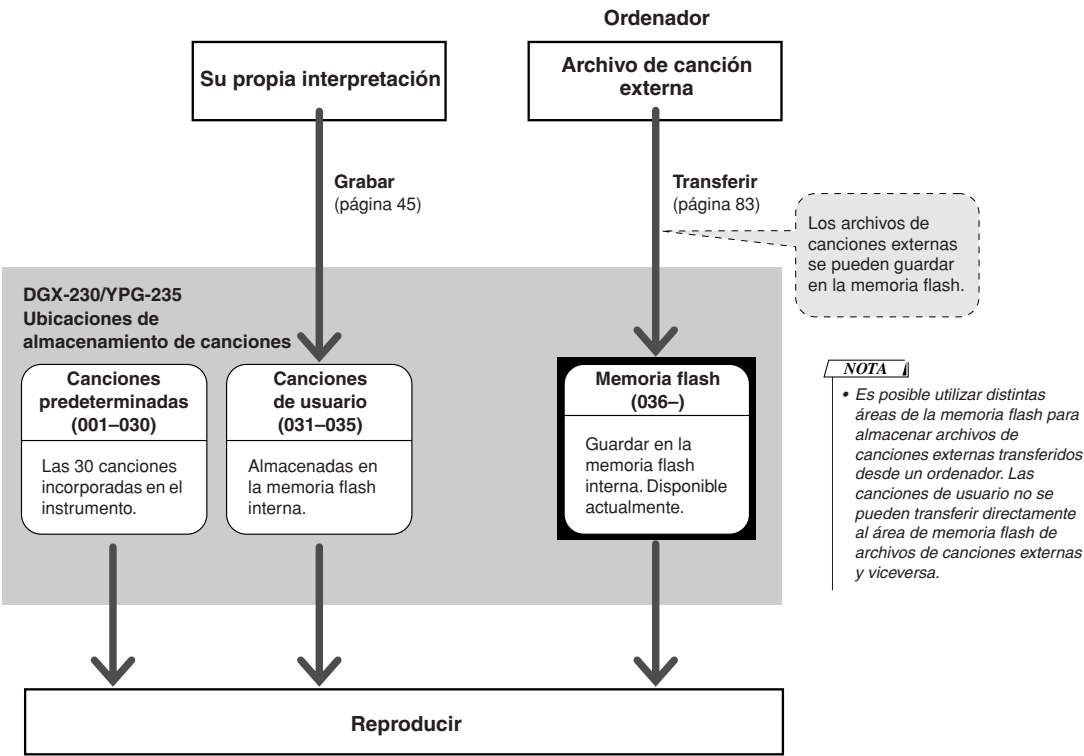 Ordenador
Su propia interpretación
Archivo de canción
externa
Grabar
(página 45)
Transferir
(página 83)
Los archivos de
canciones externas
se pueden guardar
en la memoria flash.
DGX-230/YPG-235
Ubicaciones de
almacenamiento de canciones
Canciones
predeterminadas
(001–030)
Las 30 canciones
incorporadas en el
instrumento.
Canciones
de usuario
(031–035)
Almacenadas en
la memoria flash
interna.
Memoria flash
(036–)
Guardar en la
memoria flash
interna. Disponible
actualmente.
NOTA
• Es posible utilizar distintas
áreas de la memoria flash para
almacenar archivos de
canciones externas transferidos
desde un ordenador. Las
canciones de usuario no se
pueden transferir directamente
al área de memoria flash de
archivos de canciones externas
y viceversa.
Reproducir